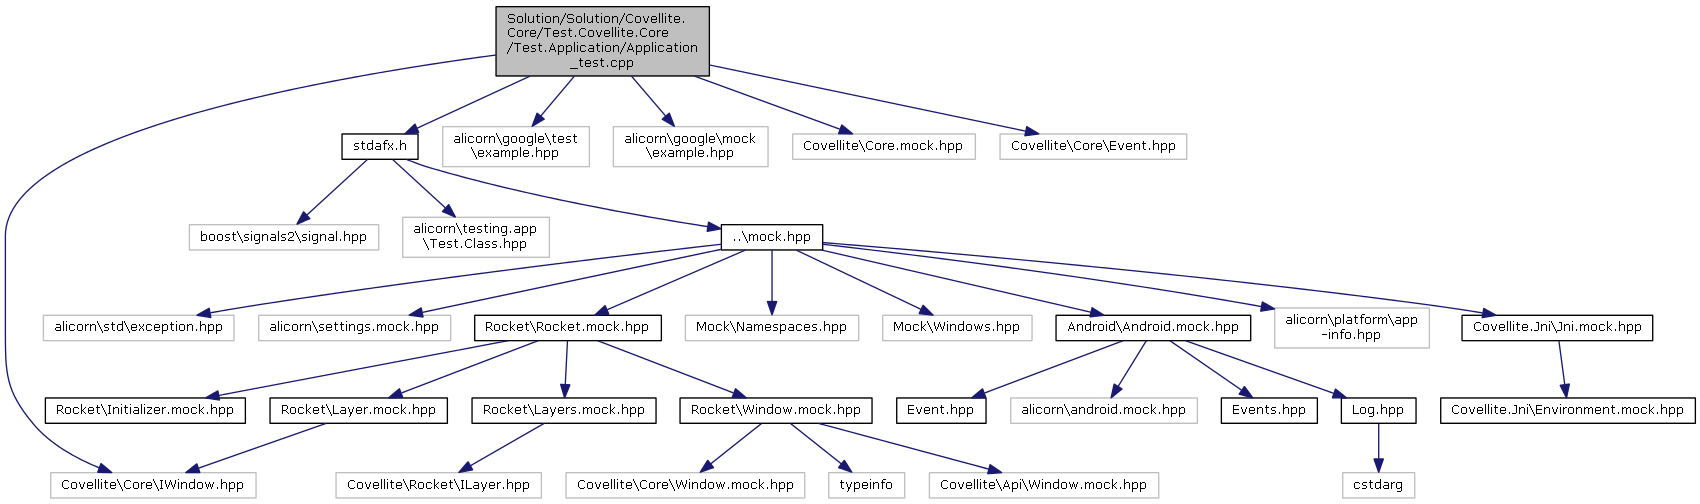 Solution/Solution/Covellite.
Core/Test.Covellite.Core
/Test.Application/Application
_test.cpp
stdafx.h
alicorn\google\test
\example.hpp
alicorn\google\mock
\example.hpp
Covellite\Core.mock.hpp
Covellite\Core\Event.hpp
boost\signals2\signal.hpp
alicorn\testing.app
\Test.Class.hpp
..\mock.hpp
alicorn\std\exception.hpp
alicorn\settings.mock.hpp
Rocket\Rocket.mock.hpp
Mock\Namespaces.hpp
Mock\Windows.hpp
Android\Android.mock.hpp
alicorn\platform\app
-info.hpp
Covellite.Jni\Jni.mock.hpp
Rocket\Initializer.mock.hpp
Rocket\Layer.mock.hpp
Rocket\Layers.mock.hpp
Rocket\Window.mock.hpp
Event.hpp
alicorn\android.mock.hpp
Events.hpp
Log.hpp
Covellite.Jni\Environment.mock.hpp
Covellite\Core\IWindow.hpp
Covellite\Rocket\ILayer.hpp
Covellite\Core\Window.mock.hpp
typeinfo
Covellite\Api\Window.mock.hpp
cstdarg